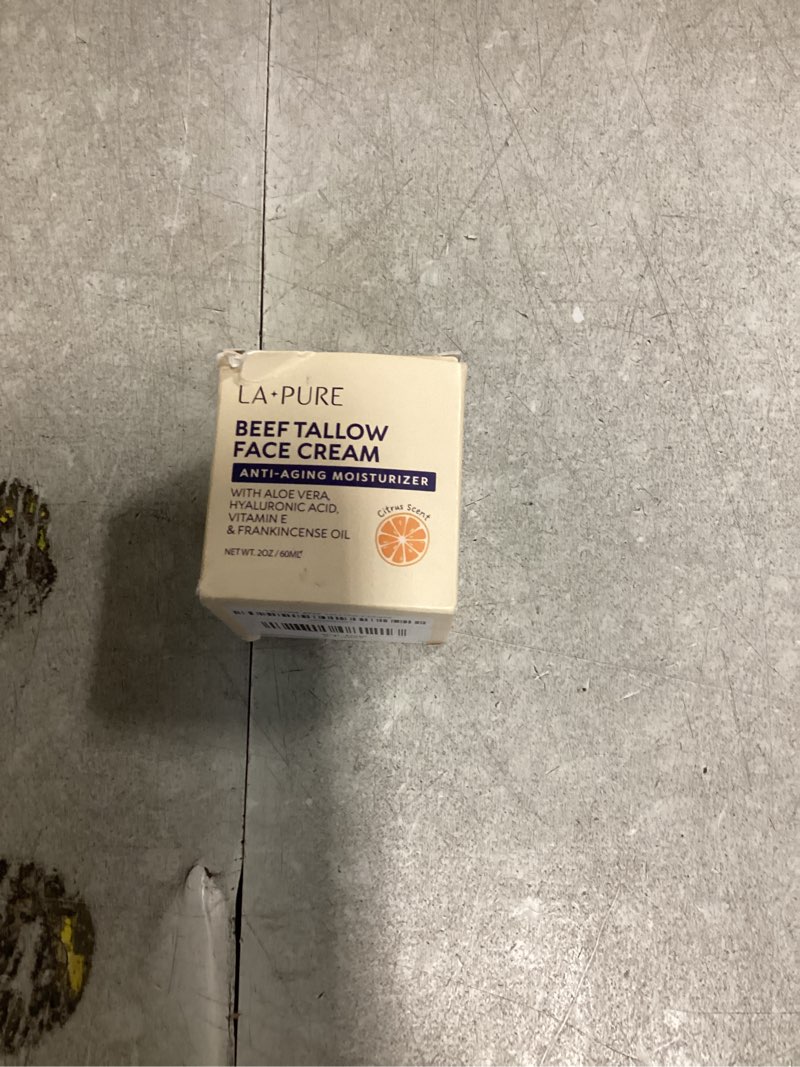 LA+PURE
BEEF TALLOW
FACE CREAM
ANTI-AGING MOISTURIZER
WITH ALOE VERA,
HYALURONIC ACID,
VITAMIN E
& FRANKINCENSE OIL
Citrus Scent
NET WT. 2OZ / 60ML